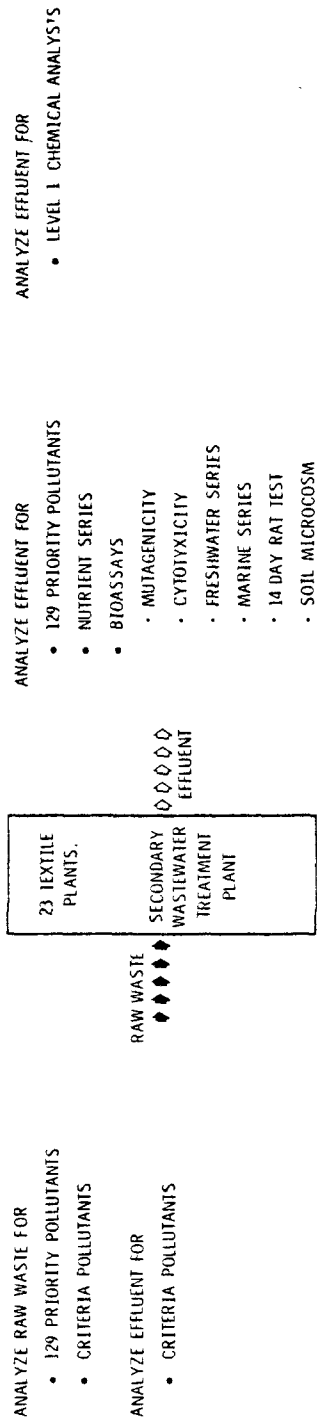 ANALYZE RAW WASTE FOR
• 129 PRIORITY POLLUTANTS
• CRITERIA POLLUTANTS
ANALYZE EFFLUENT FOR
• CRITERIA POLLUTANTS
RAW WASTE
23 TEXTILE
PLANTS.
SECONDARY
WASTEWATER
TREATMENT
PLANT
EFFLUENT
ANALYZE EFFLUENT FOR
• 129 PRIORITY POLLUTANTS
• NUTRIENT SERIES
• BIOASSAYS
· MUTAGENICITY
· CYTOTYXICITY
· FRESHWATER SERIES
· MARINE SERIES
· 14 DAY RAT TEST
· SOIL MICROCOSM
ANALYZE EFFLUENT FOR
• LEVEL 1 CHEMICAL ANALYS'S